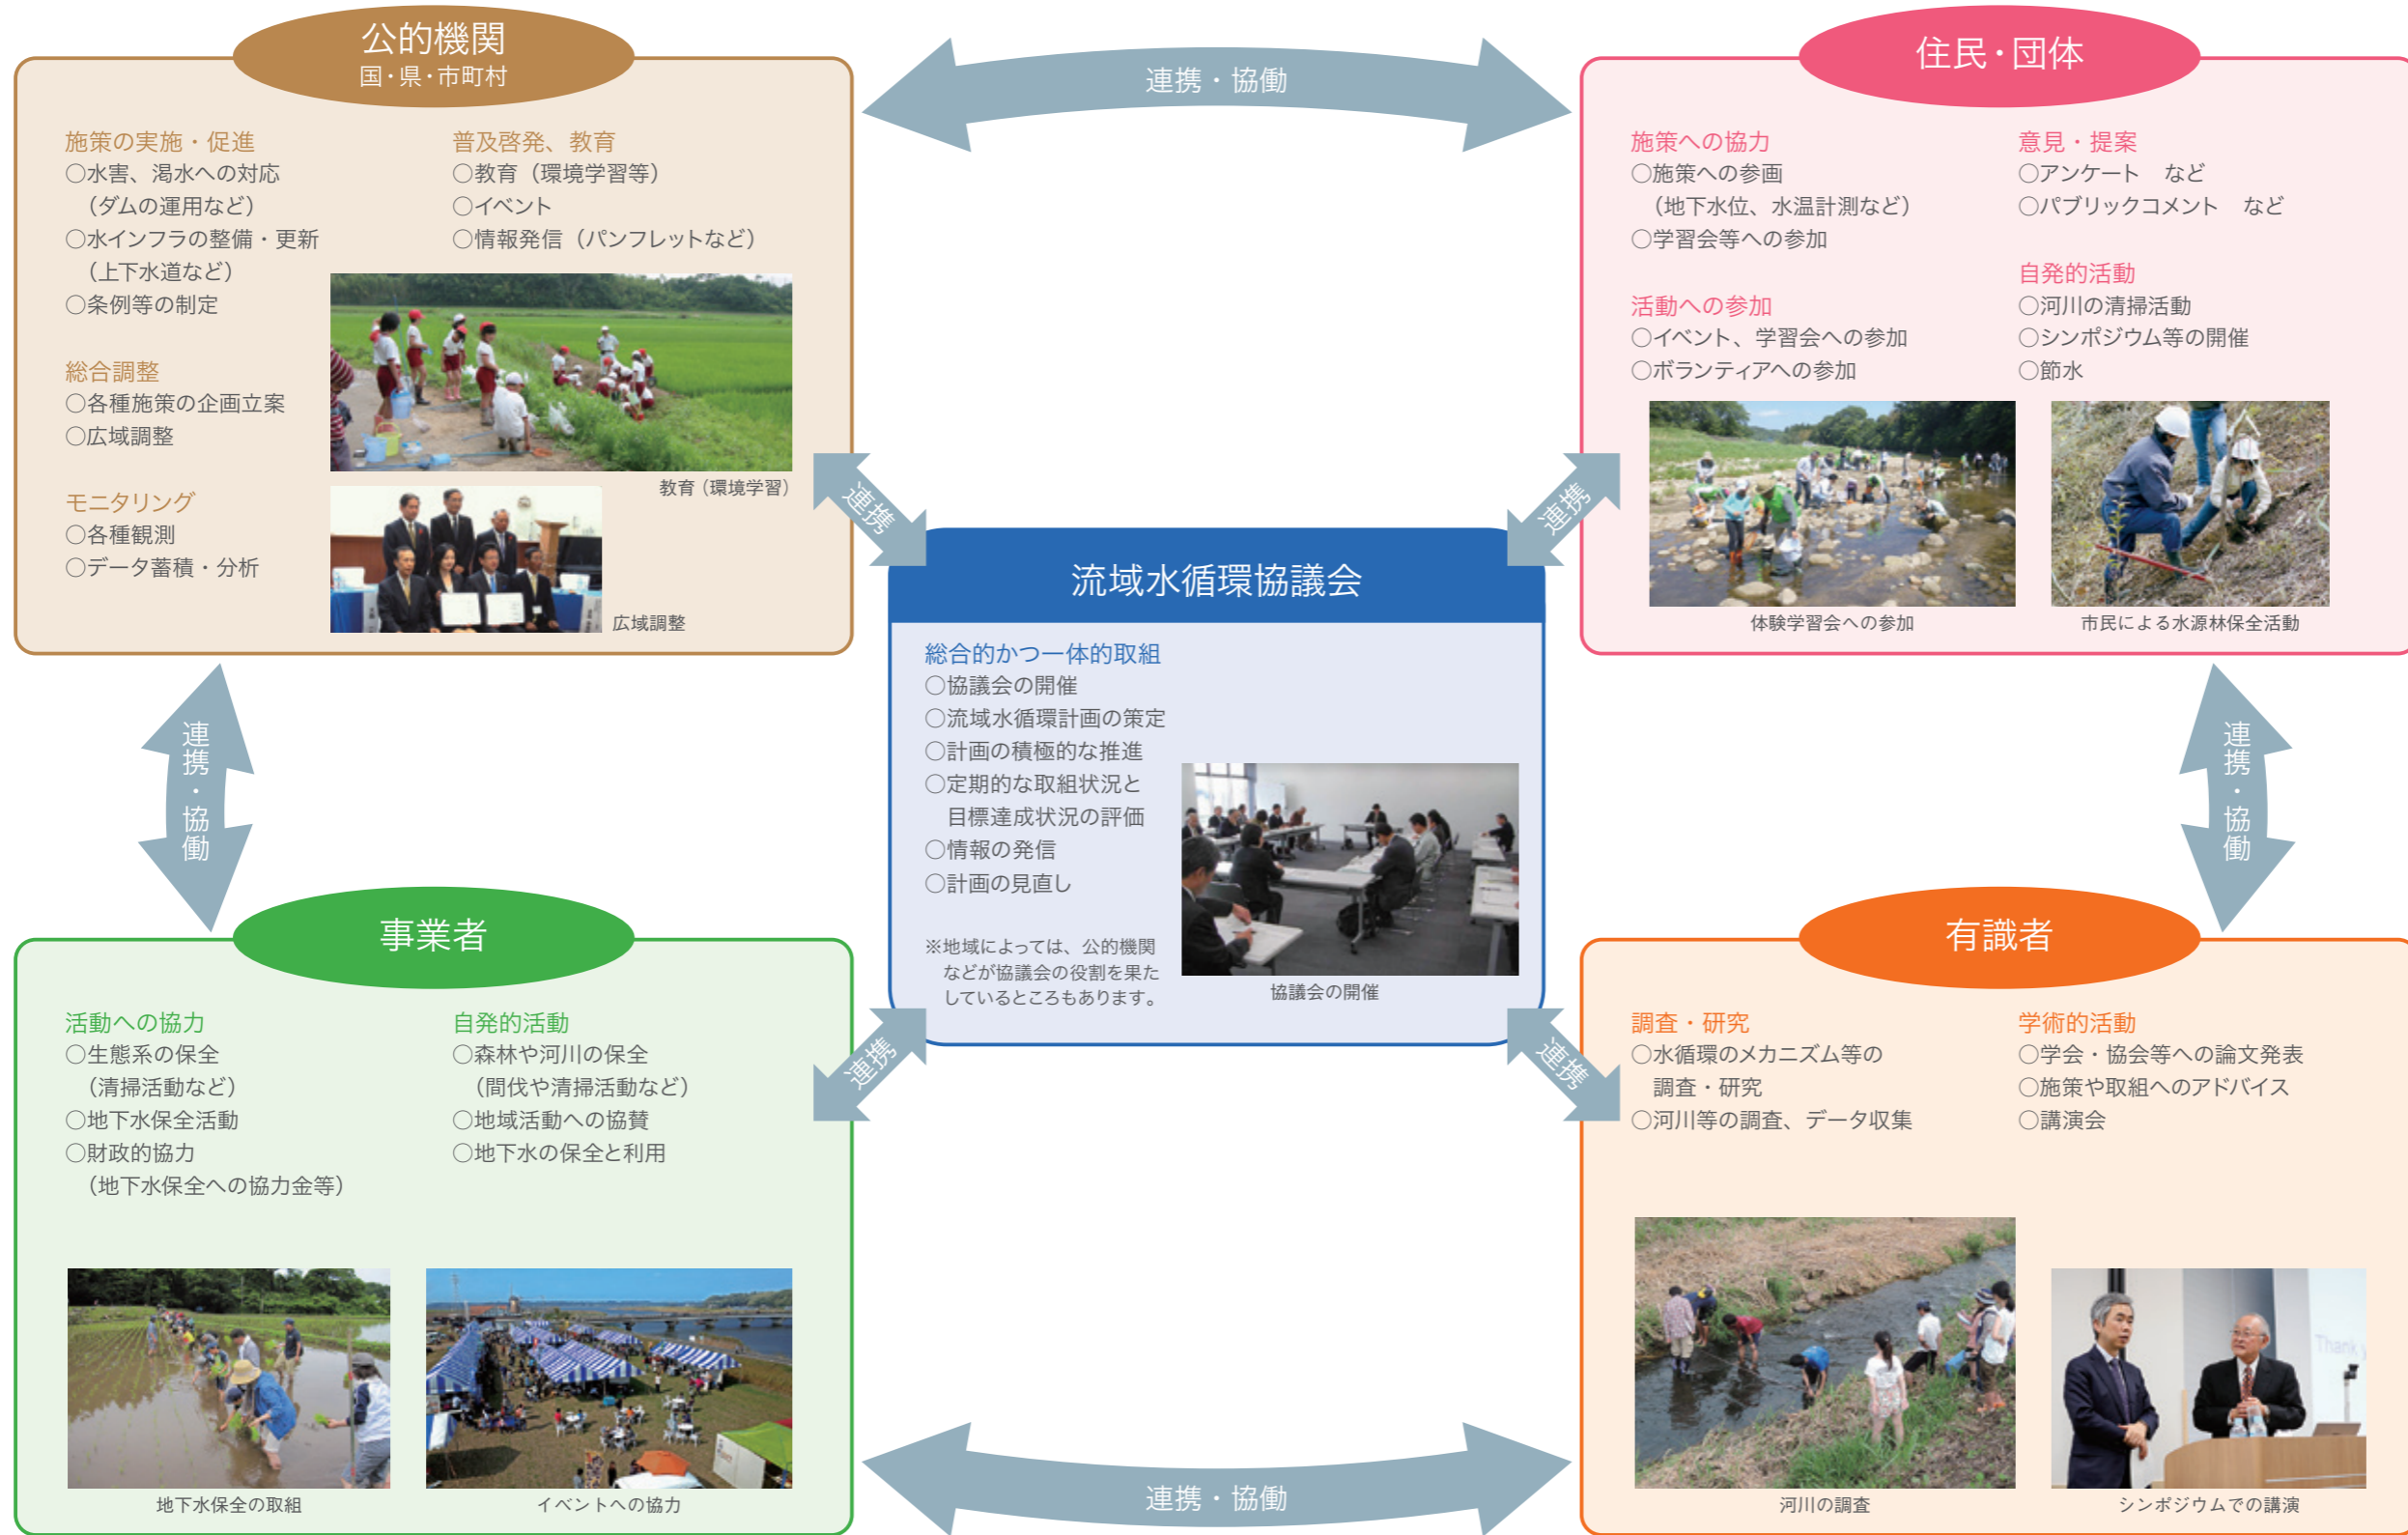 公的機関
国・県・市町村
施策の実施・促進
○水害、渇水への対応
（ダムの運用など）
○水インフラの整備・更新
（上下水道など）
○条例等の制定
総合調整
○各種施策の企画立案
○広域調整
モニタリング
○各種観測
○データ蓄積・分析
普及啓発、教育
○教育（環境学習等）
○イベント
○情報発信（パンフレットなど）
教育（環境学習）
広域調整
連携・協働
住民・団体
施策への協力
○施策への参画
（地下水位、水温計測など）
○学習会等への参加
活動への参加
○イベント、学習会への参加
○ボランティアへの参加
意見・提案
○アンケート　など
○パブリックコメント　など
自発的活動
○河川の清掃活動
○シンポジウム等の開催
○節水
体験学習会への参加
市民による水源林保全活動
連携
連携
流域水循環協議会
総合的かつ一体的取組
○協議会の開催
○流域水循環計画の策定
○計画の積極的な推進
○定期的な取組状況と
目標達成状況の評価
○情報の発信
○計画の見直し
※地域によっては、公的機関
などが協議会の役割を果た
しているところもあります。
協議会の開催
連携・協働
連携・協働
連携
連携
事業者
活動への協力
○生態系の保全
（清掃活動など）
○地下水保全活動
○財政的協力
（地下水保全への協力金等）
自発的活動
○森林や河川の保全
（間伐や清掃活動など）
○地域活動への協賛
○地下水の保全と利用
地下水保全の取組
イベントへの協力
有識者
調査・研究
○水循環のメカニズム等の
調査・研究
○河川等の調査、データ収集
学術的活動
○学会・協会等への論文発表
○施策や取組へのアドバイス
○講演会
Thank
河川の調査
シンポジウムでの講演
連携・協働